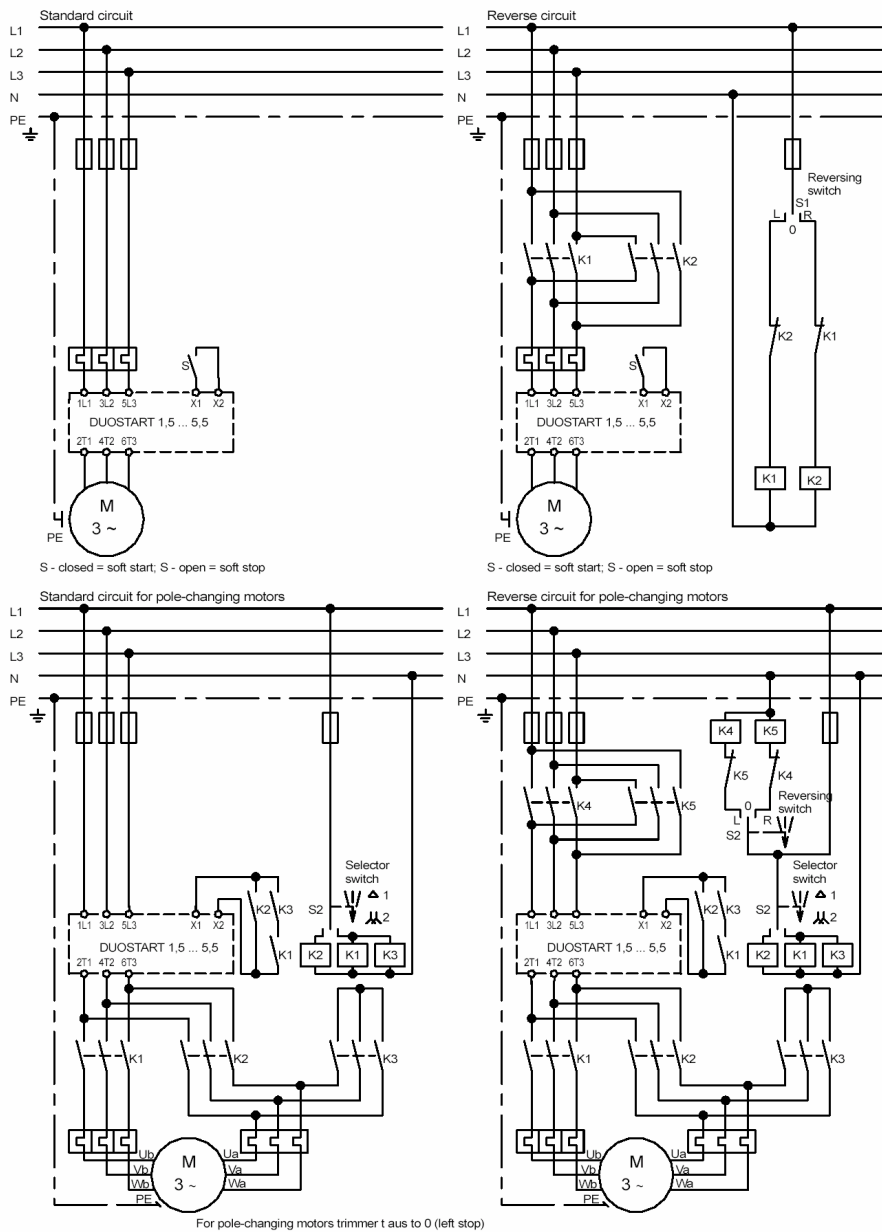 Standard circuit
L1
L2
L3
N
PE
S
1L1 3L2 5L3 X1 X2
DUOSTART 1,5 ... 5,5
2T1 4T2 6T3
M
3 ~
PE
S - closed = soft start; S - open = soft stop
Reverse circuit
L1
L2
L3
N
PE
Reversing
switch
S1
L R
0
K1 K2
K2 K1
S
1L1 3L2 5L3 X1 X2
DUOSTART 1,5 ... 5,5
2T1 4T2 6T3
K1 K2
M
3 ~
PE
S - closed = soft start; S - open = soft stop
Standard circuit for pole-changing motors
L1
L2
L3
N
PE
Selector
switch
1
S2
2
K2 K3
1L1 3L2 5L3 X1 X2
DUOSTART 1,5 ... 5,5
K1
K2 K1 K3
2T1 4T2 6T3
K1 K2 K3
Ub Ua
M
Vb Va
3 ~
Wb Wa
PE
Reverse circuit for pole-changing motors
L1
L2
L3
N
PE
K4 K5
K5 K4
Reversing
switch
0
L R
S2
K4 K5
Selector
switch
1
S2
2
K2 K3
1L1 3L2 5L3 X1 X2
DUOSTART 1,5 ... 5,5
K1
K2 K1 K3
2T1 4T2 6T3
K1 K2 K3
Ub Ua
M
Vb Va
3 ~
Wb Wa
PE
For pole-changing motors trimmer t aus to 0 (left stop)